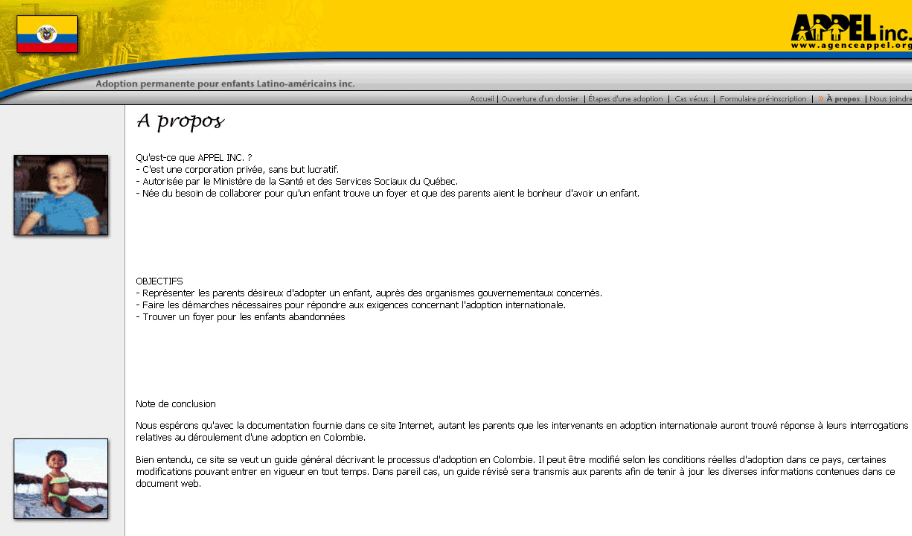 APPEL inc.
www.agenceappel.org
Adoption permanente pour enfants Latino-américains inc.
Accueil | Ouverture d'un dossier | Étapes d'une adoption | Cas vécus | Formulaire pré-inscription | » À propos | Nous joindre
A propos
Qu'est-ce que APPEL INC. ?
- C'est une corporation privée, sans but lucratif.
- Autorisée par le Ministère de la Santé et des Services Sociaux du Québec.
- Née du besoin de collaborer pour qu'un enfant trouve un foyer et que des parents aient le bonheur d'avoir un enfant.
OBJECTIFS
- Représenter les parents désireux d'adopter un enfant, auprès des organismes gouvernementaux concernés.
- Faire les démarches nécessaires pour répondre aux exigences concernant l'adoption internationale.
- Trouver un foyer pour les enfants abandonnées
Note de conclusion
Nous espérons qu'avec la documentation fournie dans ce site Internet, autant les parents que les intervenants en adoption internationale auront trouvé réponse à leurs interrogations
relatives au déroulement d'une adoption en Colombie.
Bien entendu, ce site se veut un guide général décrivant le processus d'adoption en Colombie. Il peut être modifié selon les conditions réelles d'adoption dans ce pays, certaines
modifications pouvant entrer en vigueur en tout temps. Dans pareil cas, un guide révisé sera transmis aux parents afin de tenir à jour les diverses informations contenues dans ce
document web.